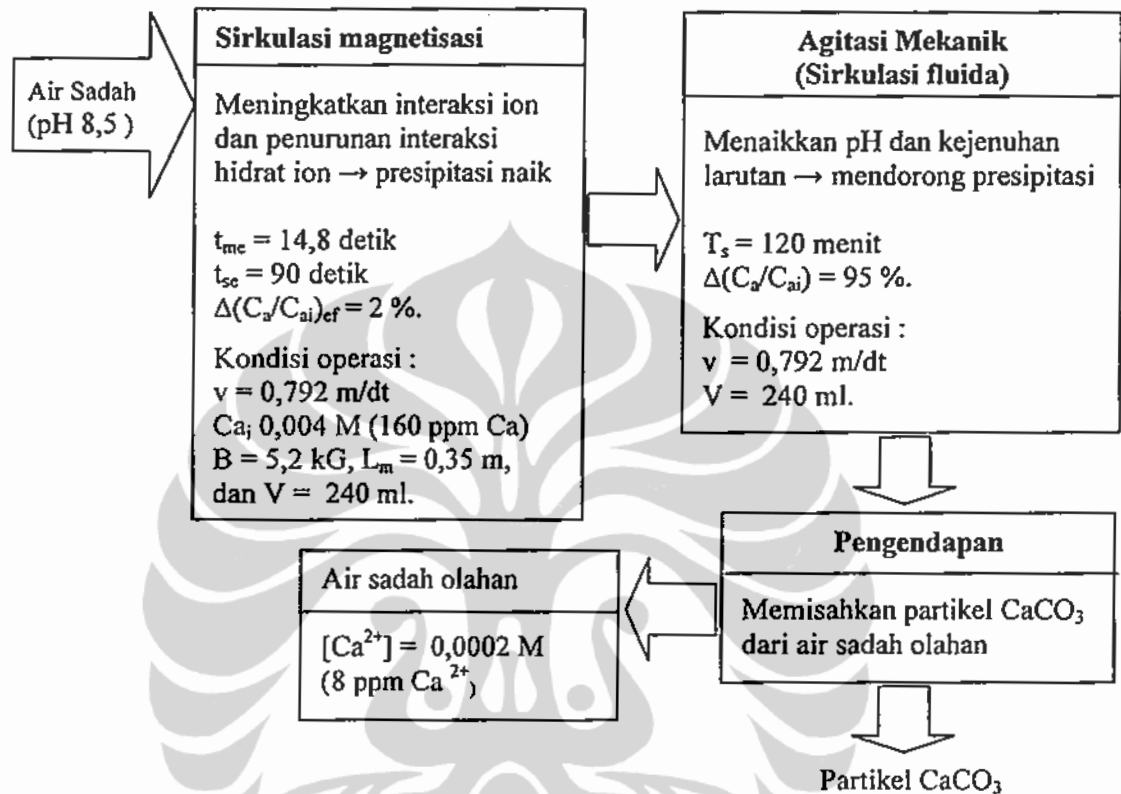 Air Sadah
(pH 8,5 )
Sirkulasi magnetisasi
Meningkatkan interaksi ion
dan penurunan interaksi
hidrat ion → presipitasi naik
t_mc = 14,8 detik
t_sc = 90 detik
Δ(C_a/C_ai)_ef = 2 %.
Kondisi operasi :
v = 0,792 m/dt
Ca_i 0,004 M (160 ppm Ca)
B = 5,2 kG, L_m = 0,35 m,
dan V = 240 ml.
Agitasi Mekanik
(Sirkulasi fluida)
Menaikkan pH dan kejenuhan
larutan → mendorong presipitasi
T_s = 120 menit
Δ(C_a/C_ai) = 95 %.
Kondisi operasi :
v = 0,792 m/dt
V = 240 ml.
Pengendapan
Memisahkan partikel CaCO₃
dari air sadah olahan
Air sadah olahan
[Ca²⁺] = 0,0002 M
(8 ppm Ca ²⁺)
Partikel CaCO₃